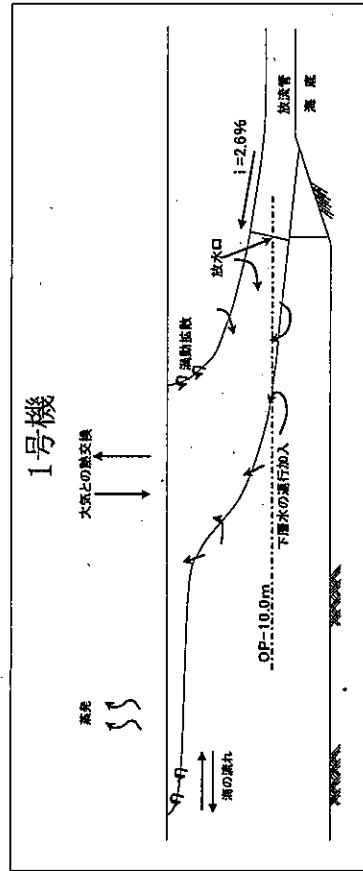 1号機
大気との熱交換
蒸発
渦動拡散
i=2.6%
放水口
放流管
海底
海の流れ
OP-10.0m
下層水の連行加入